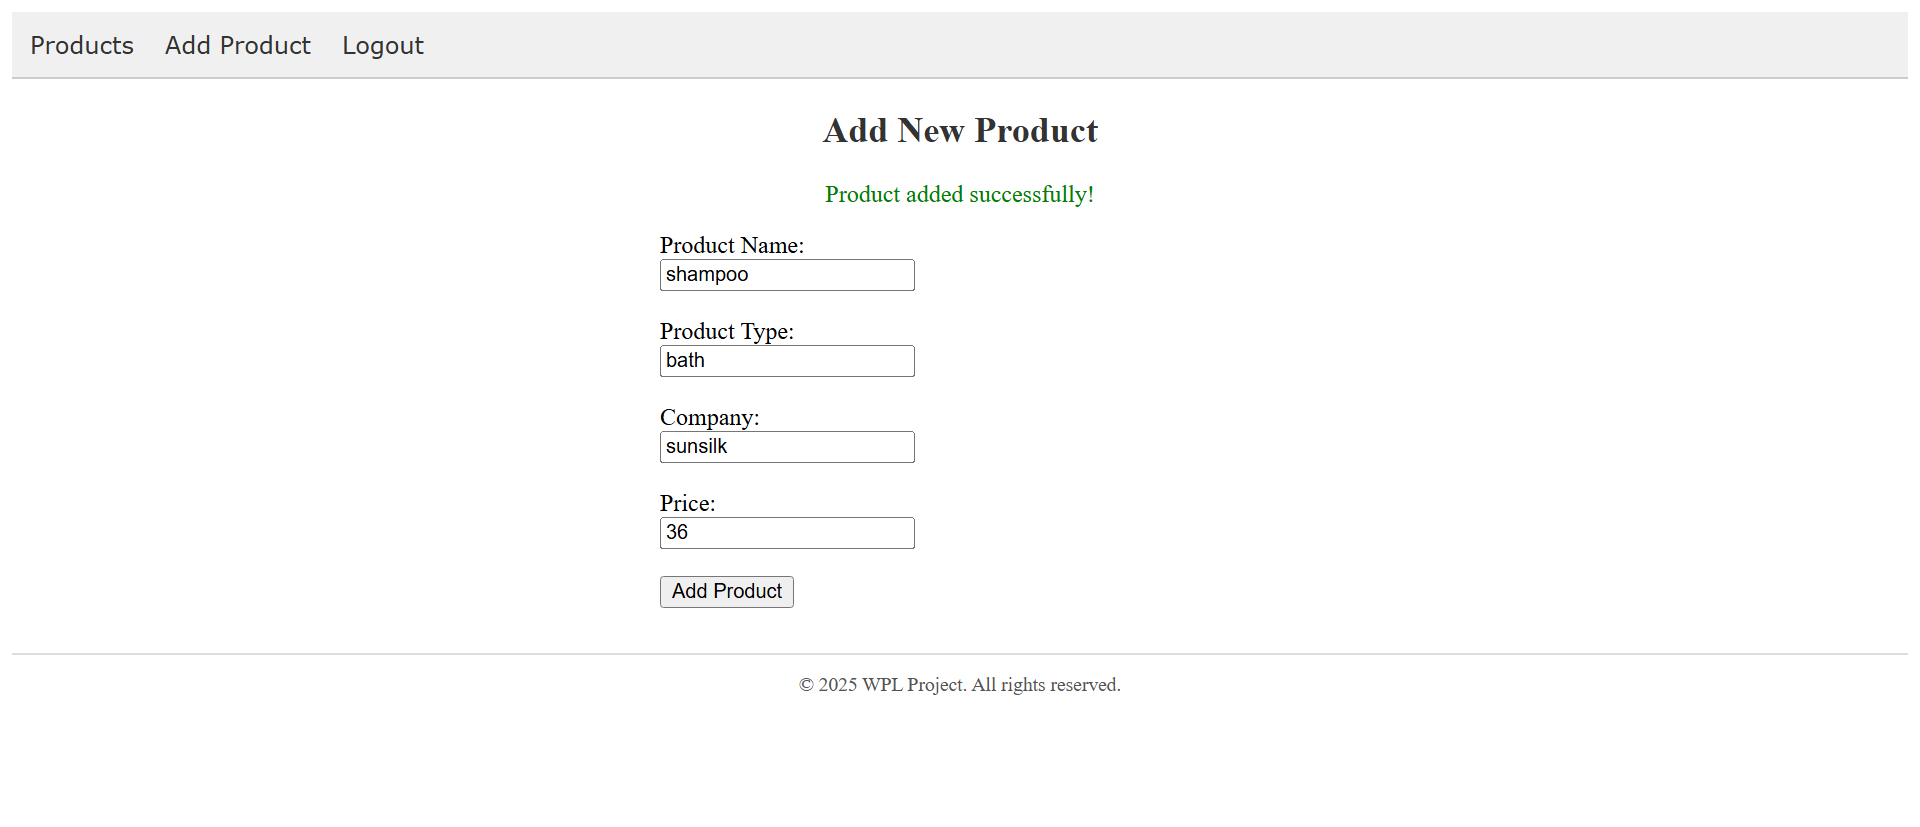 Products Add Product Logout
Add New Product
Product added successfully!
Product Name:
shampoo
Product Type:
bath
Company:
sunsilk
Price:
36
Add Product
© 2025 WPL Project. All rights reserved.